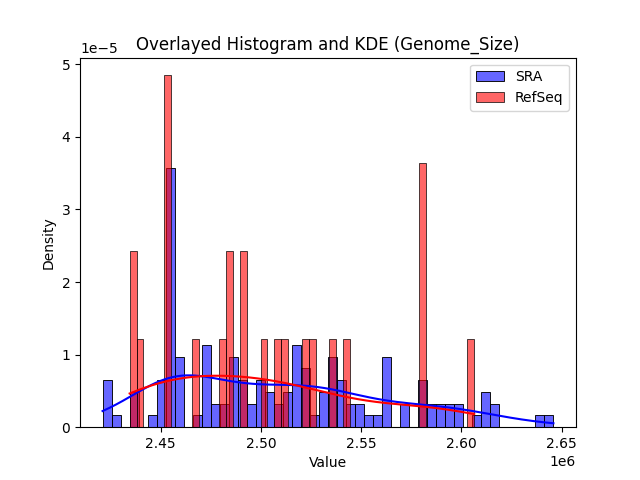 Overlayed Histogram and KDE (Genome_Size)
1e−5
SRA
RefSeq
5
4
3
2
1
0
Density
2.45
2.50
2.55
2.60
2.65
1e6
Value